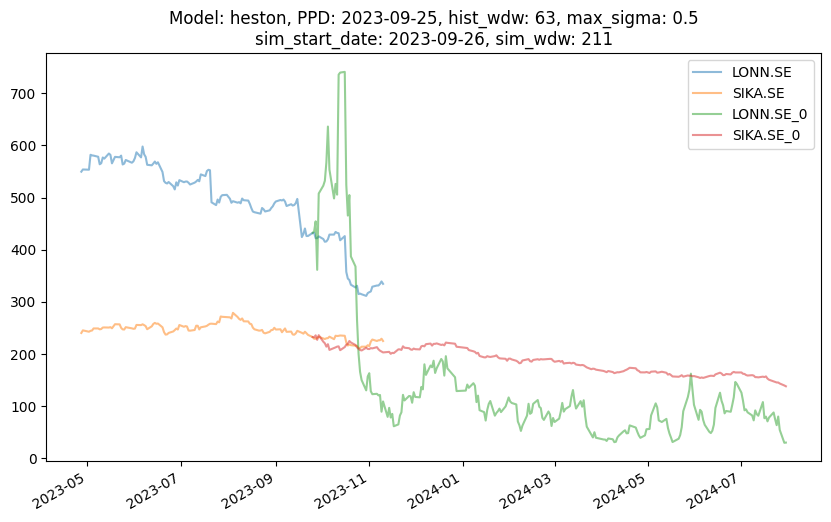 Model: heston, PPD: 2023-09-25, hist_wdw: 63, max_sigma: 0.5
sim_start_date: 2023-09-26, sim_wdw: 211
LONN.SE
SIKA.SE
LONN.SE_0
SIKA.SE_0
700
600
500
400
300
200
100
0
2023-05
2023-07
2023-09
2023-11
2024-01
2024-03
2024-05
2024-07